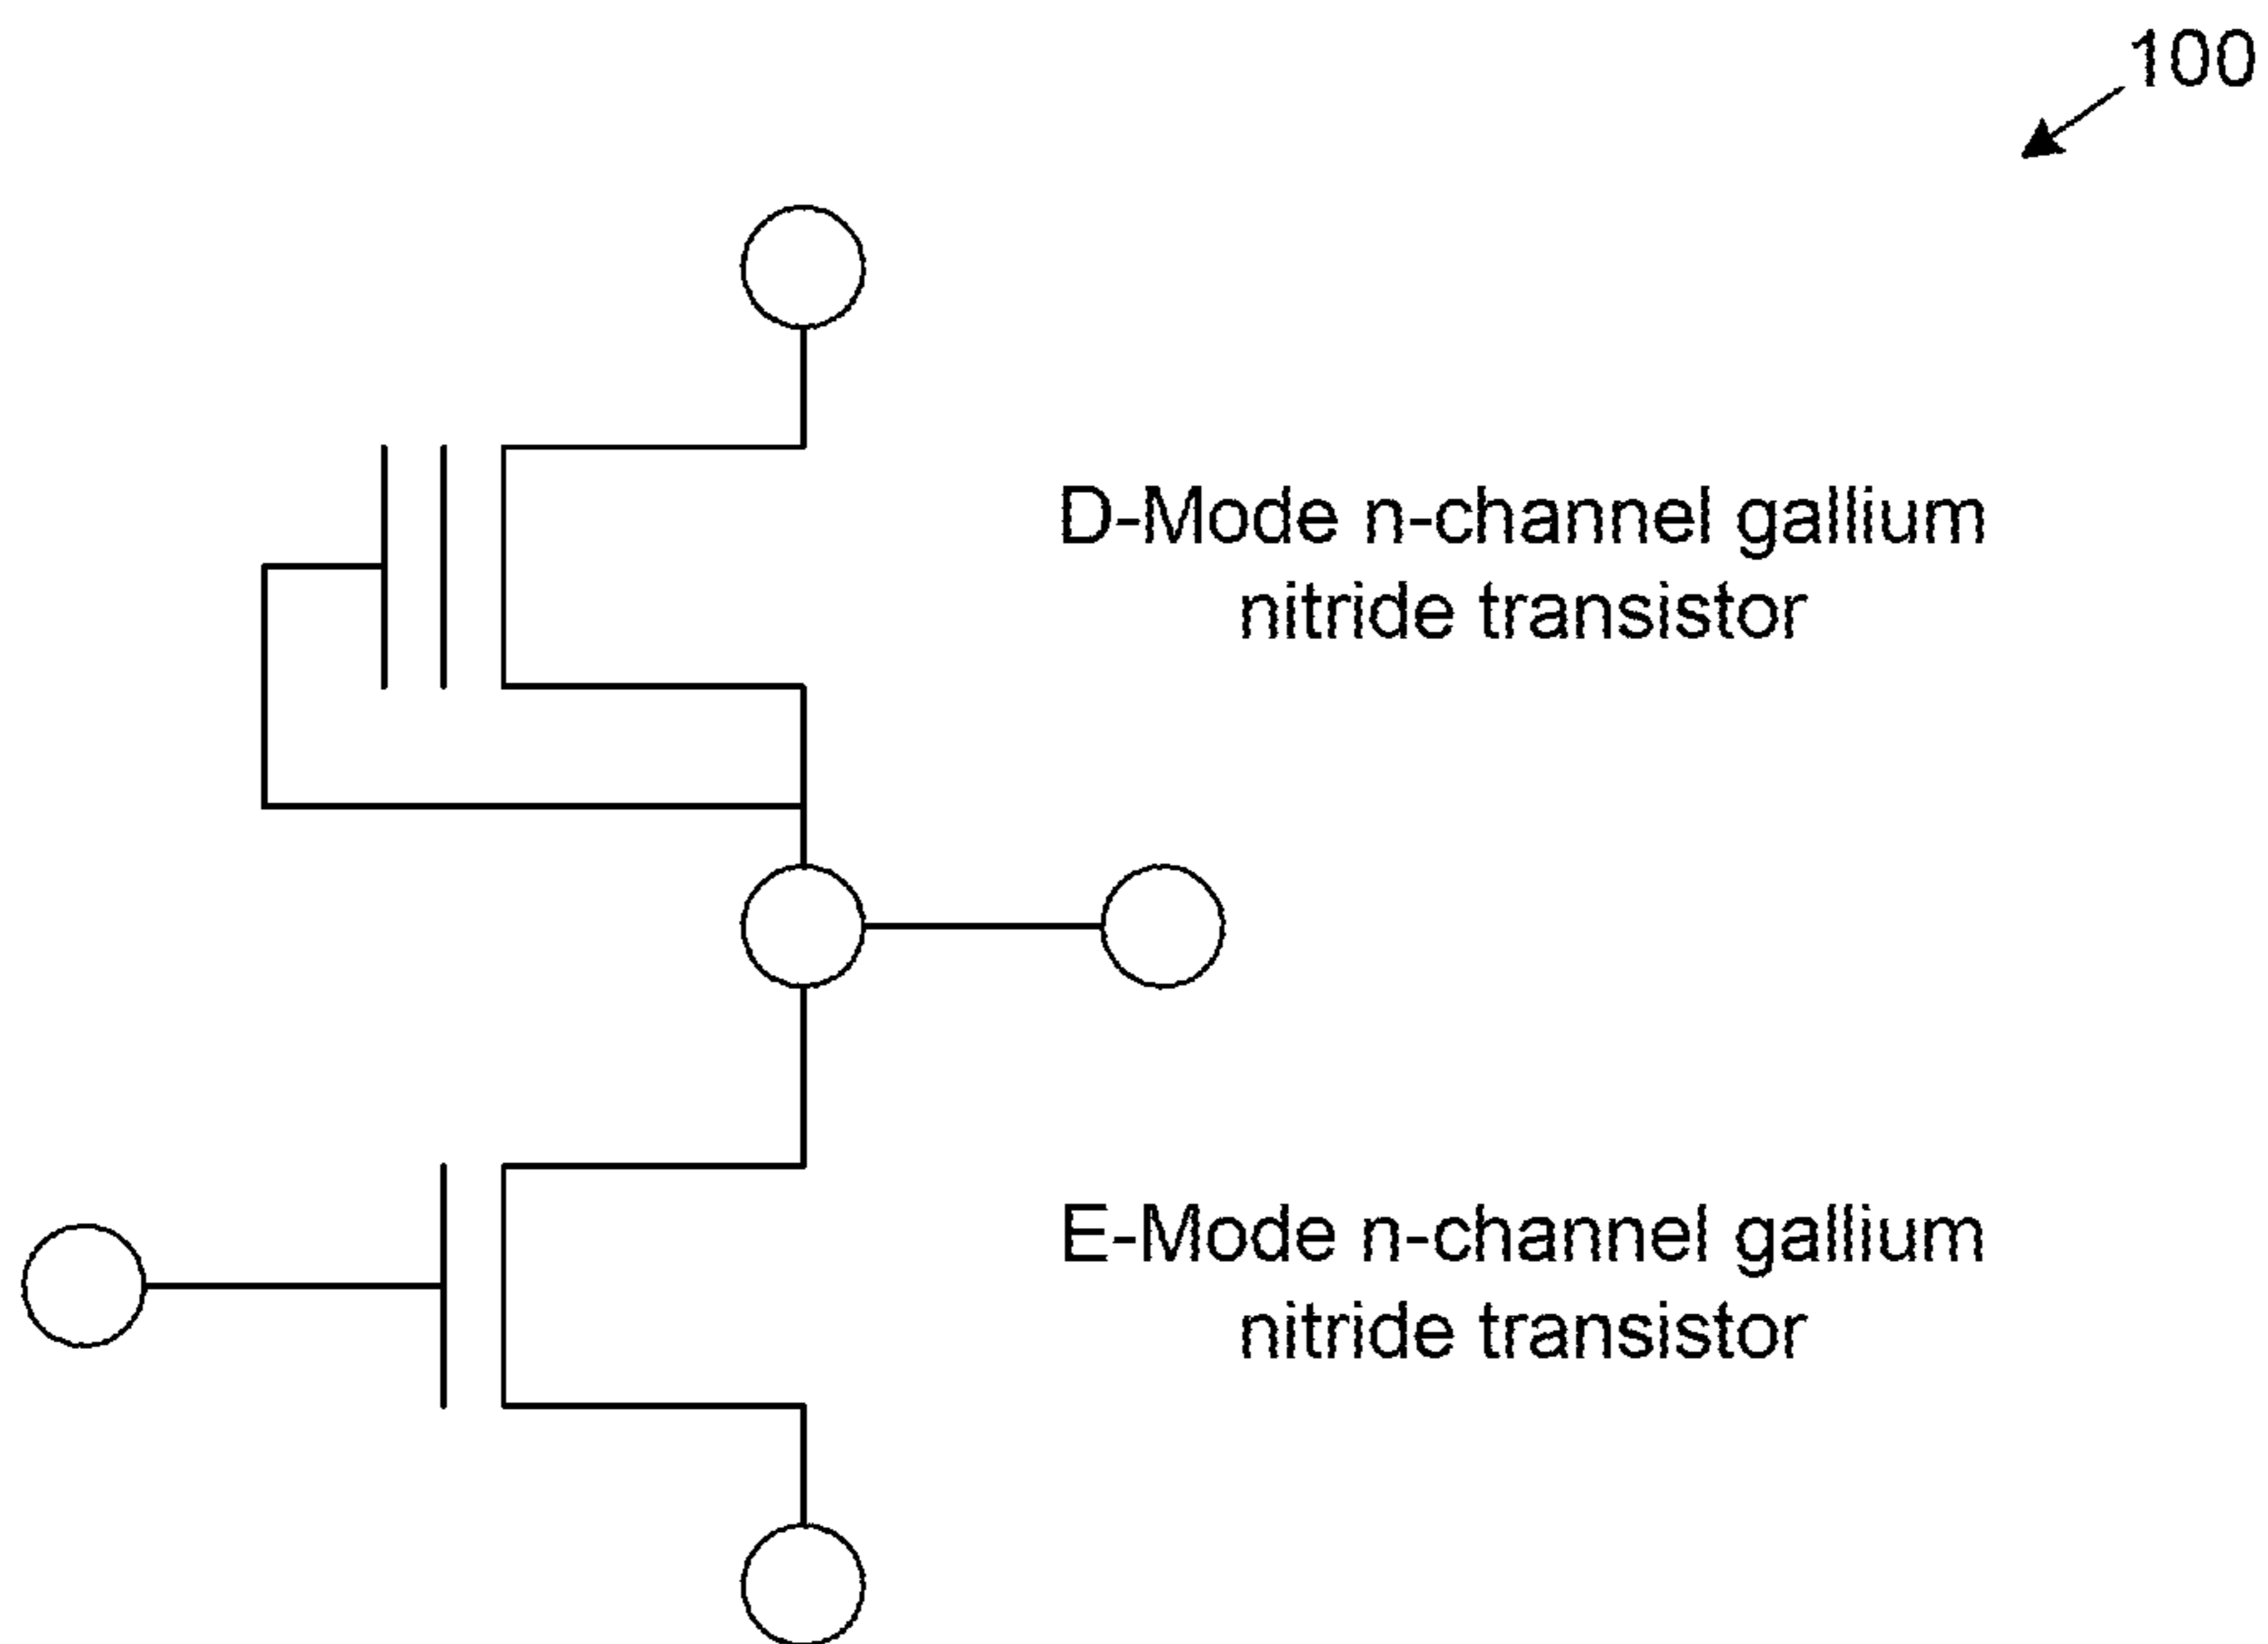 100
D-Mode n-channel gallium
nitride transistor
E-Mode n-channel gallium
nitride transistor